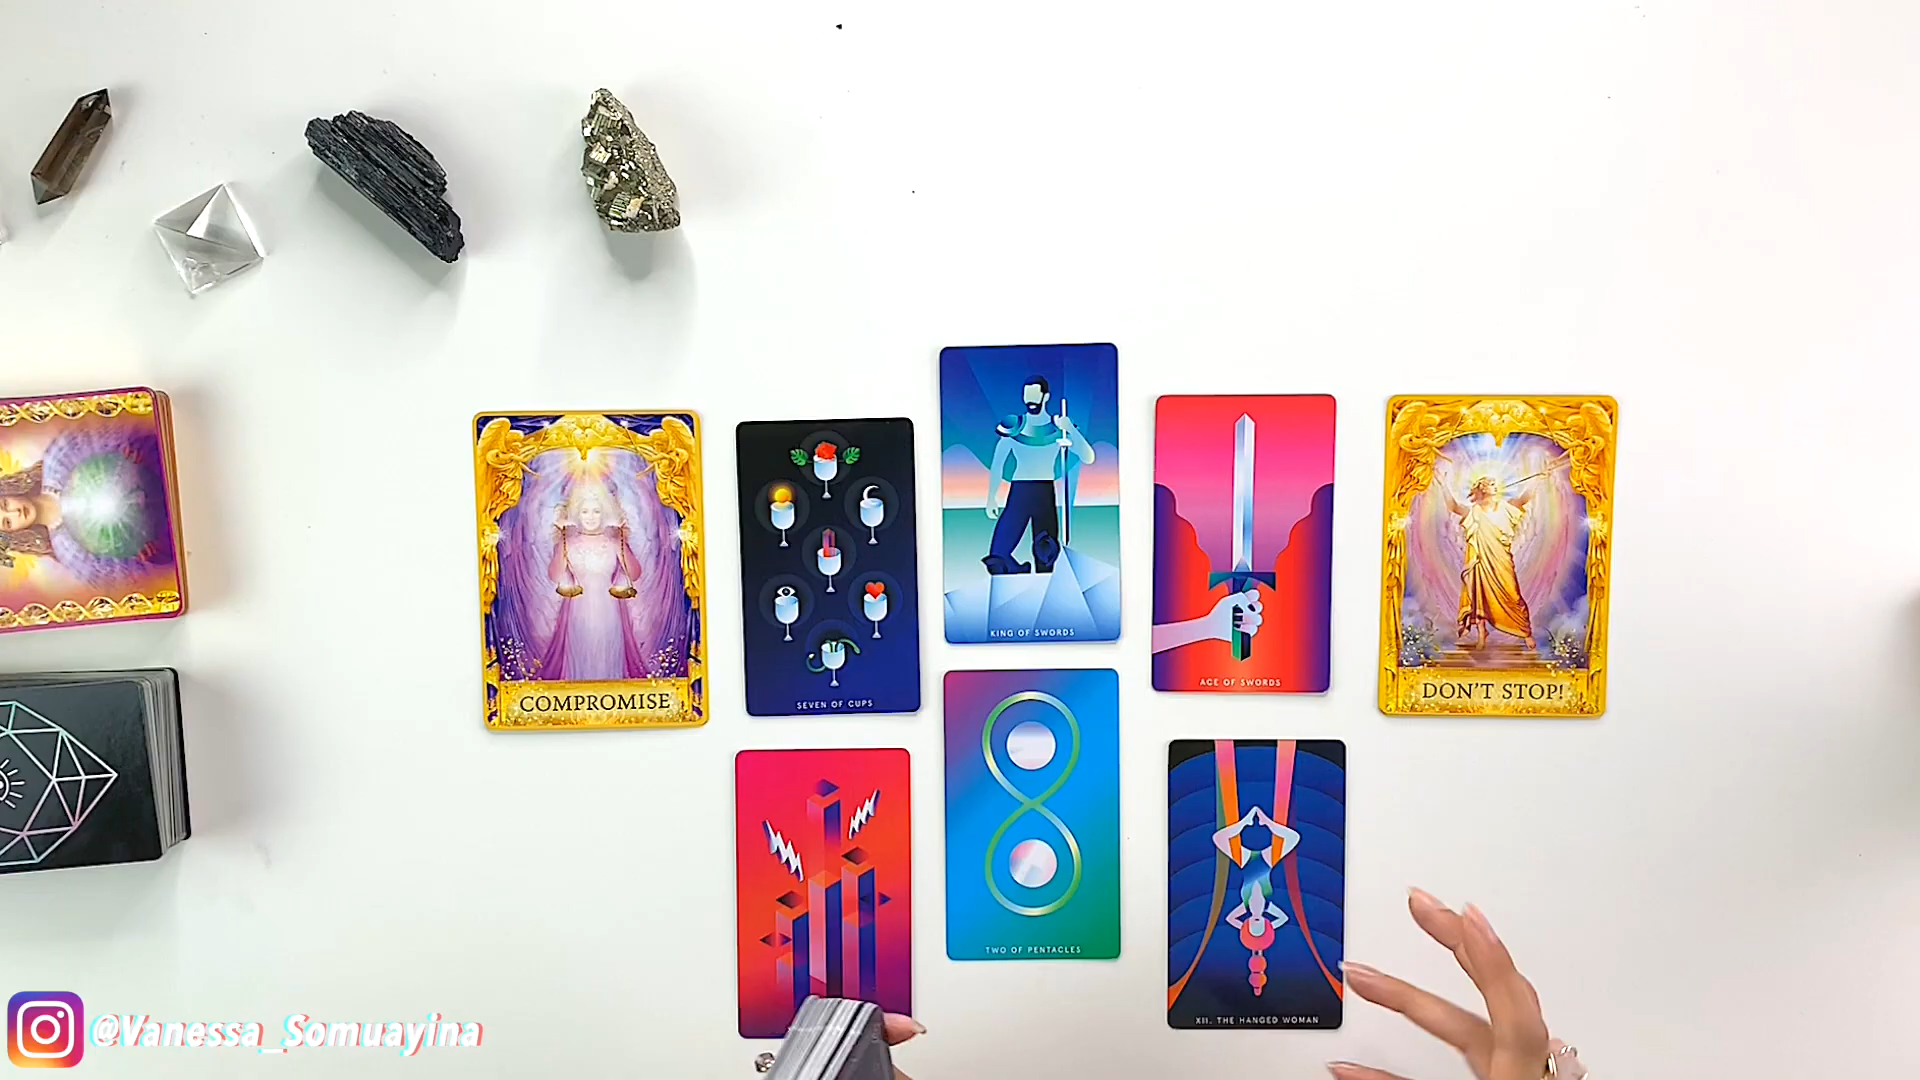 COMPROMISE
SEVEN OF CUPS
KING OF SWORDS
ACE OF SWORDS
DON'T STOP!
TWO OF PENTACLES
XII. THE HANGED WOMAN
@Vanessa_Somuayina